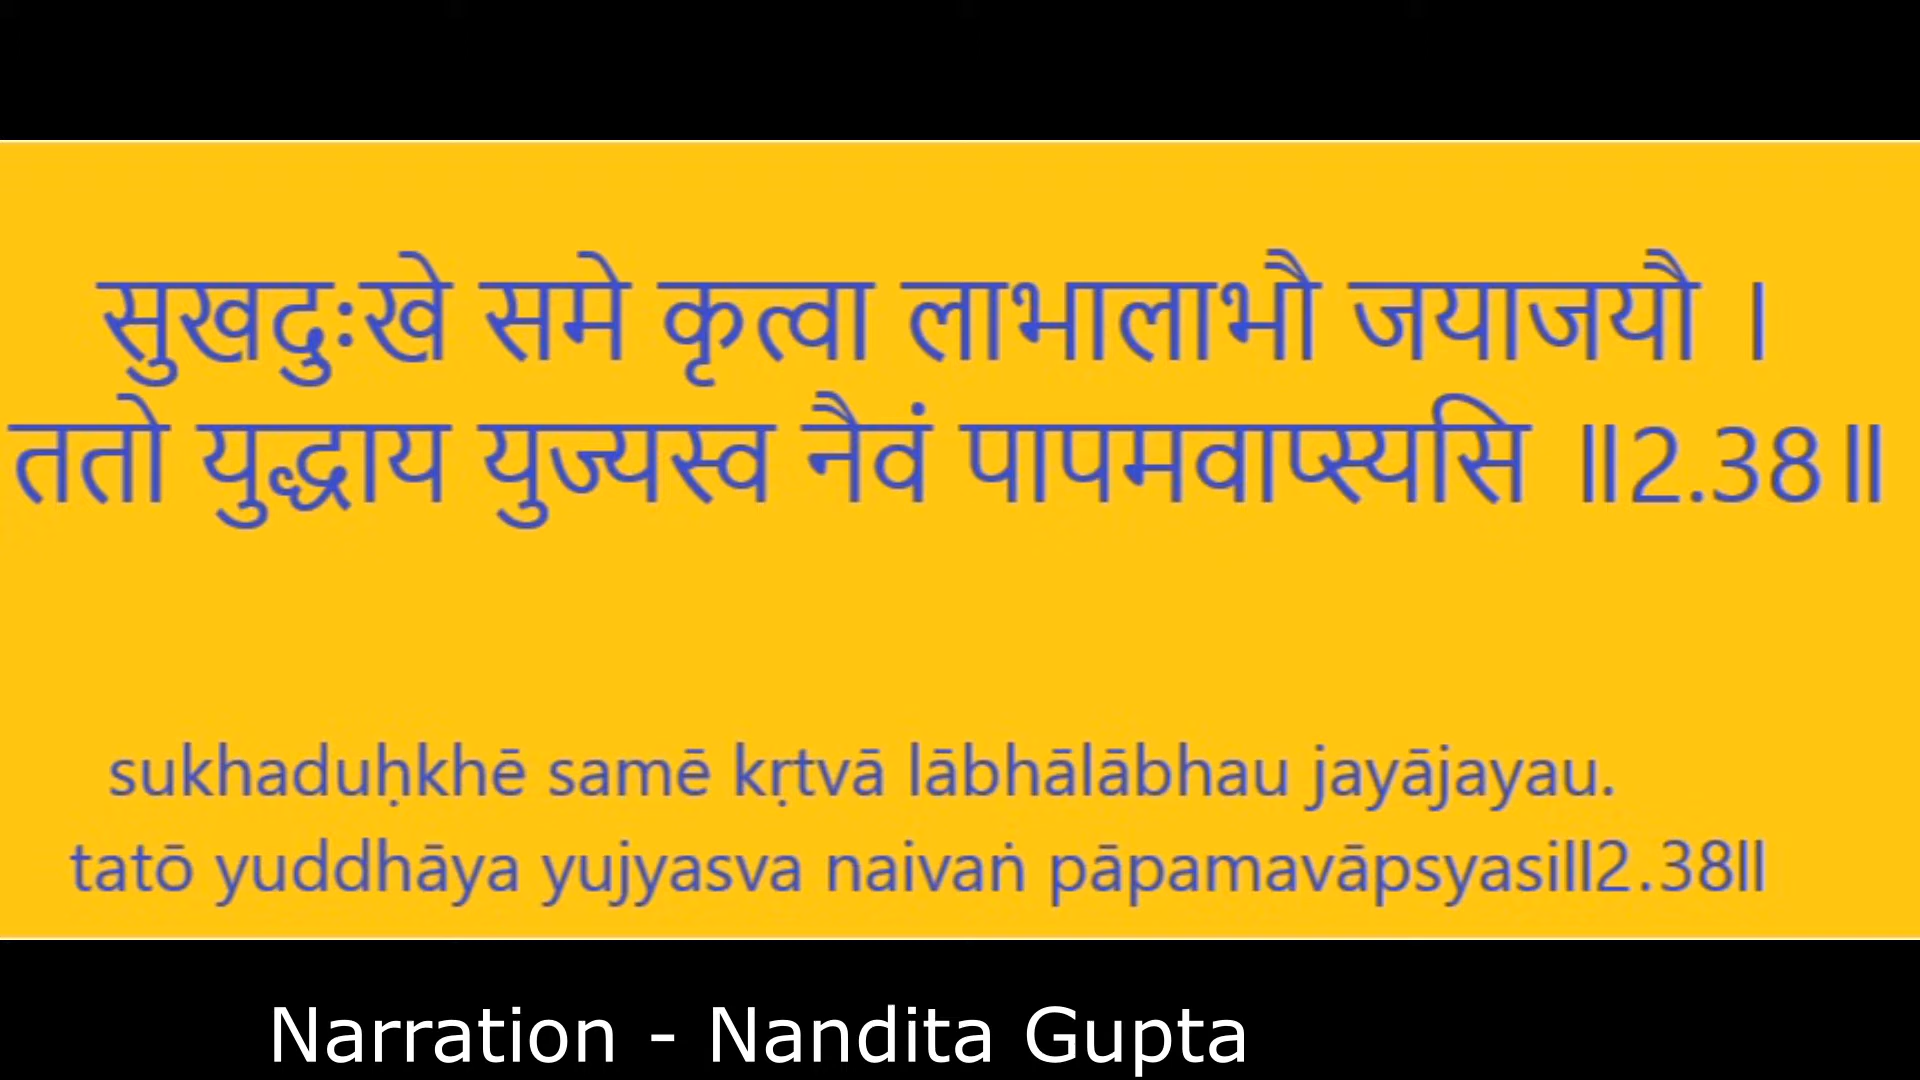 सुखदुःखे समे कृत्वा लाभालाभौ जयाजयौ ।
ततो युद्धाय युज्यस्व नैवं पापमवाप्स्यसि ॥2.38॥
sukhaduḥkhē samē kṛtvā lābhālābhau jayājayau.
tatō yuddhāya yujyasva naivaṅ pāpamavāpsyasi||2.38||
Narration - Nandita Gupta